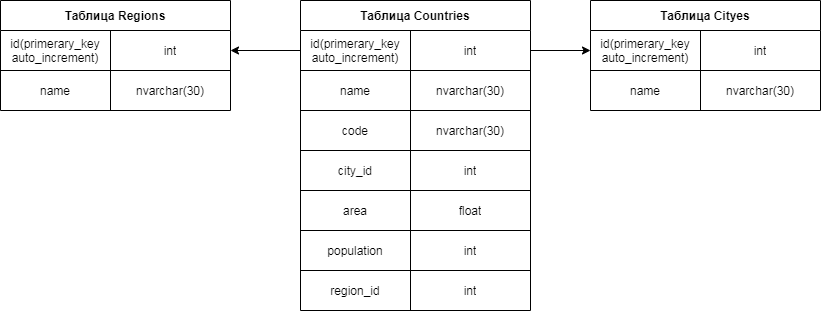 Таблица Regions
id(primerary_key
auto_increment)
int
name
nvarchar(30)
Таблица Countries
id(primerary_key
auto_increment)
int
name
nvarchar(30)
code
nvarchar(30)
city_id
int
area
float
population
int
region_id
int
Таблица Cityes
id(primerary_key
auto_increment)
int
name
nvarchar(30)